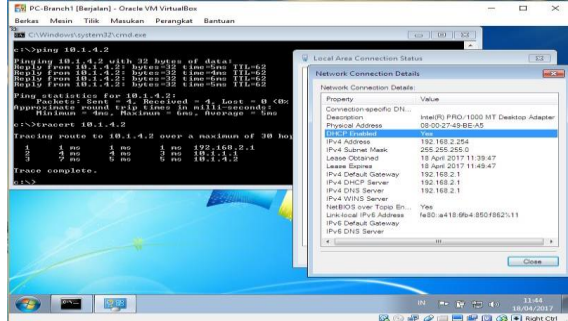 PC-Branch1 [Berjalan] - Oracle VM VirtualBox
Berkas Mesin Tilik Masukan Perangkat Bantuan
C:\Windows\system32\cmd.exe
c:\>ping 10.1.4.2
Pinging 10.1.4.2 with 32 bytes of data:
Reply from 10.1.4.2: bytes=32 time=5ms TTL=62
Reply from 10.1.4.2: bytes=32 time=6ms TTL=62
Reply from 10.1.4.2: bytes=32 time=4ms TTL=62
Reply from 10.1.4.2: bytes=32 time=5ms TTL=62
Ping statistics for 10.1.4.2:
Packets: Sent = 4, Received = 4, Lost = 0 (0%
Approximate round trip times in milli-seconds:
Minimum = 4ms, Maximum = 6ms, Average = 5ms
c:\>tracert 10.1.4.2
Tracing route to 10.1.4.2 over a maximum of 30 hop
1 1 ms 1 ms 1 ms 192.168.2.1
2 4 ms 4 ms 3 ms 10.1.1.1
3 7 ms 5 ms 5 ms 10.1.4.2
Trace complete.
c:\>
Local Area Connection Status
Network Connection Details
Network Connection Details:
Property Value
Connection-specific DN...
Description Intel(R) PRO/1000 MT Desktop Adapter
Physical Address 08-00-27-49-BE-A5
DHCP Enabled Yes
IPv4 Address 192.168.2.254
IPv4 Subnet Mask 255.255.255.0
Lease Obtained 18 April 2017 11:39:47
Lease Expires 18 April 2017 11:49:47
IPv4 Default Gateway 192.168.2.1
IPv4 DHCP Server 192.168.2.1
IPv4 DNS Server 192.168.2.1
IPv4 WINS Server
NetBIOS over Tcpip En... Yes
Link-local IPv6 Address fe80::a418:6fb4:850f:f862%11
IPv6 Default Gateway
IPv6 DNS Server
Close
IN
11:44
18/04/2017
Right Ctrl